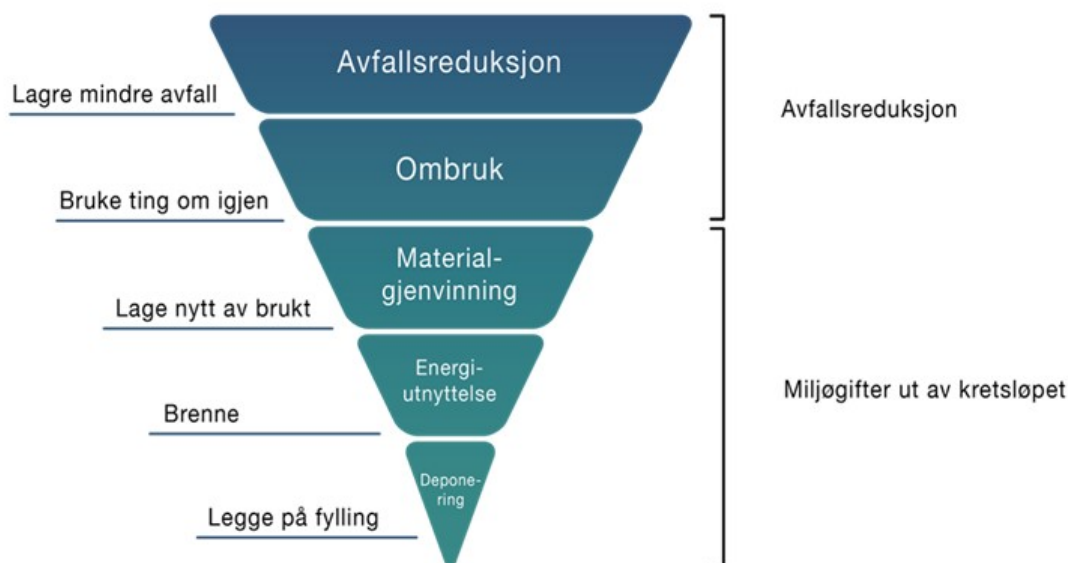 Avfallsreduksjon
Lagre mindre avfall
Avfallsreduksjon
Ombruk
Bruke ting om igjen
Material-
gjenvinning
Lage nytt av brukt
Energi-
utnyttelse
Miljøgifter ut av kretsløpet
Brenne
Depone-
ring
Legge på fylling